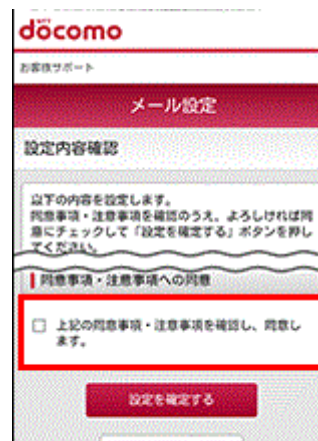 döcomo
お客様サポート
メール設定
設定内容確認
以下の内容を設定します。
同意事項・注意事項を確認のうえ、よろしければ同
意にチェックして「設定を確定する」ボタンを押し
てください。
同意事項・注意事項への同意
上記の同意事項・注意事項を確認し、同意し
ます。
設定を確定する